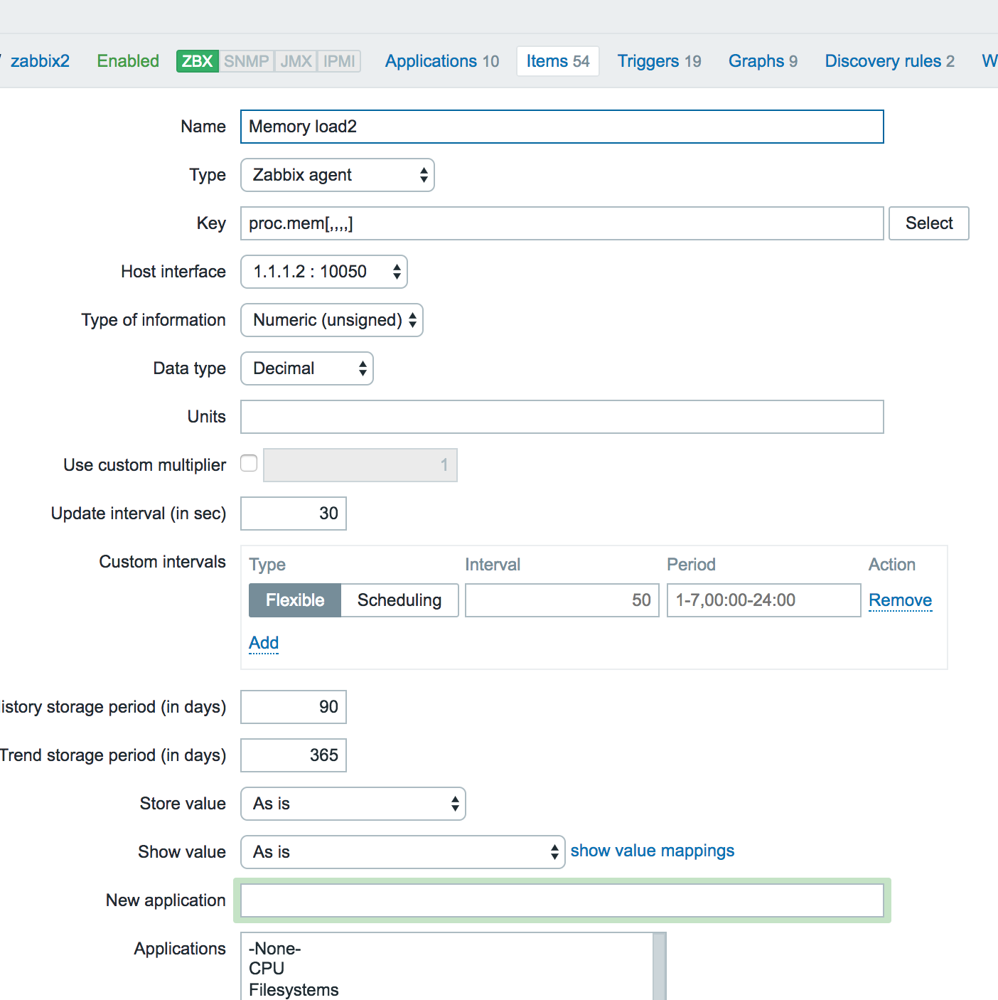 zabbix2 Enabled ZBX SNMP JMX IPMI Applications 10 Items 54 Triggers 19 Graphs 9 Discovery rules 2 W
Name Memory load2
Type Zabbix agent
Key proc.mem[,,,,] Select
Host interface 1.1.1.2 : 10050
Type of information Numeric (unsigned)
Data type Decimal
Units
Use custom multiplier 1
Update interval (in sec) 30
Custom intervals Type Interval Period Action
Flexible Scheduling 50 1-7,00:00-24:00 Remove
Add
istory storage period (in days) 90
Trend storage period (in days) 365
Store value As is
Show value As is show value mappings
New application
Applications -None-
CPU
Filesystems